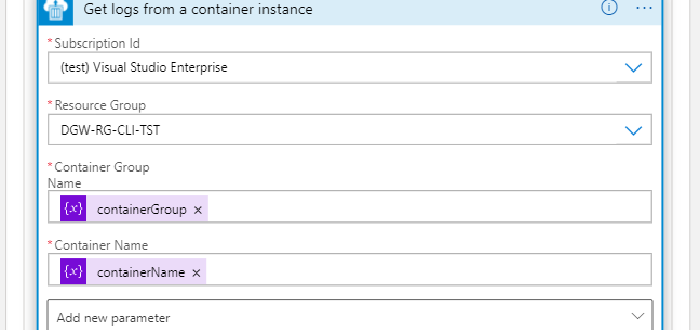 Get logs from a container instance
*Subscription Id
(test) Visual Studio Enterprise
*Resource Group
DGW-RG-CLI-TST
*Container Group
Name
{x} containerGroup ×
*Container Name
{x} containerName ×
Add new parameter